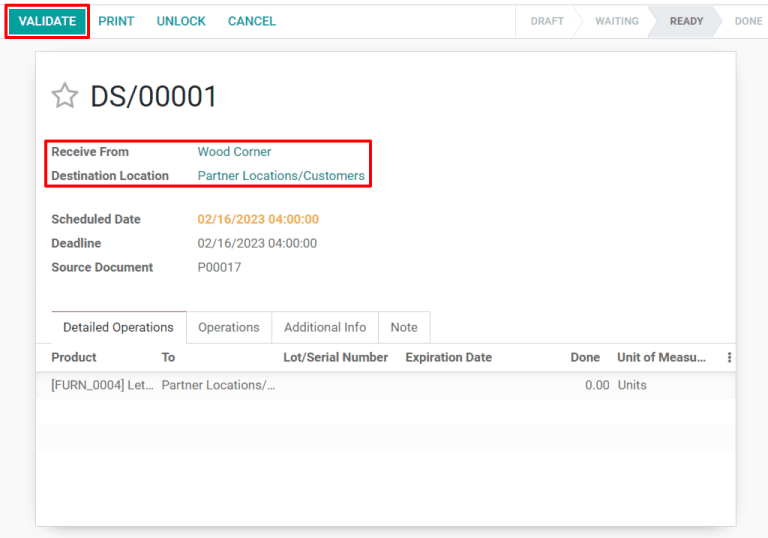 VALIDATE PRINT UNLOCK CANCEL DRAFT WAITING READY DONE
DS/00001
Receive From Wood Corner
Destination Location Partner Locations/Customers
Scheduled Date 02/16/2023 04:00:00
Deadline 02/16/2023 04:00:00
Source Document P00017
Detailed Operations Operations Additional Info Note
Product To Lot/Serial Number Expiration Date Done Unit of Measu...
[FURN_0004] Let... Partner Locations/... 0.00 Units